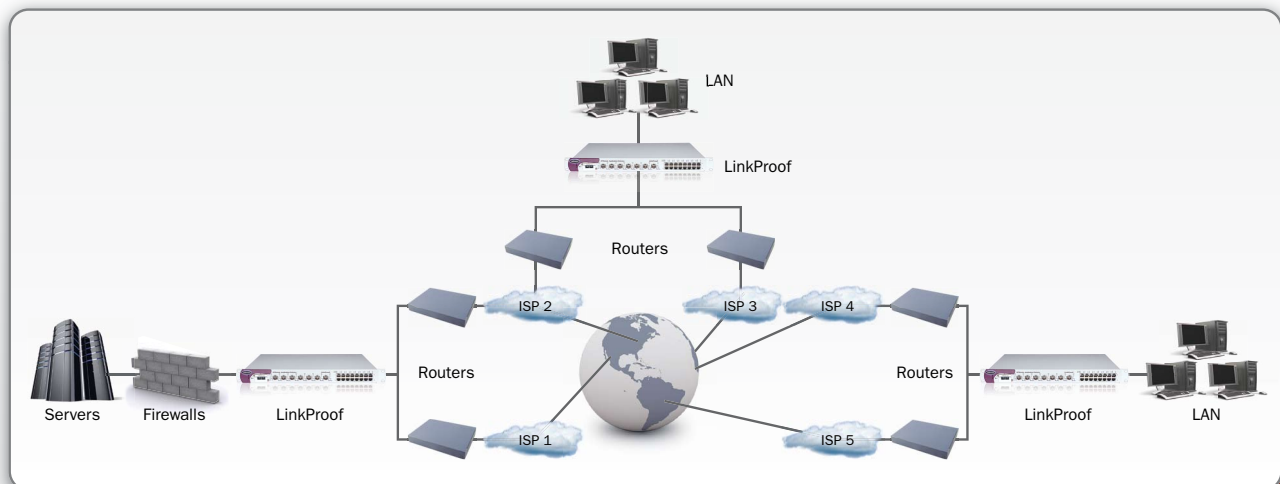 LAN
LinkProof
Routers
ISP 2
ISP 3
ISP 4
Routers
Routers
Servers
Firewalls
LinkProof
LinkProof
LAN
ISP 1
ISP 5